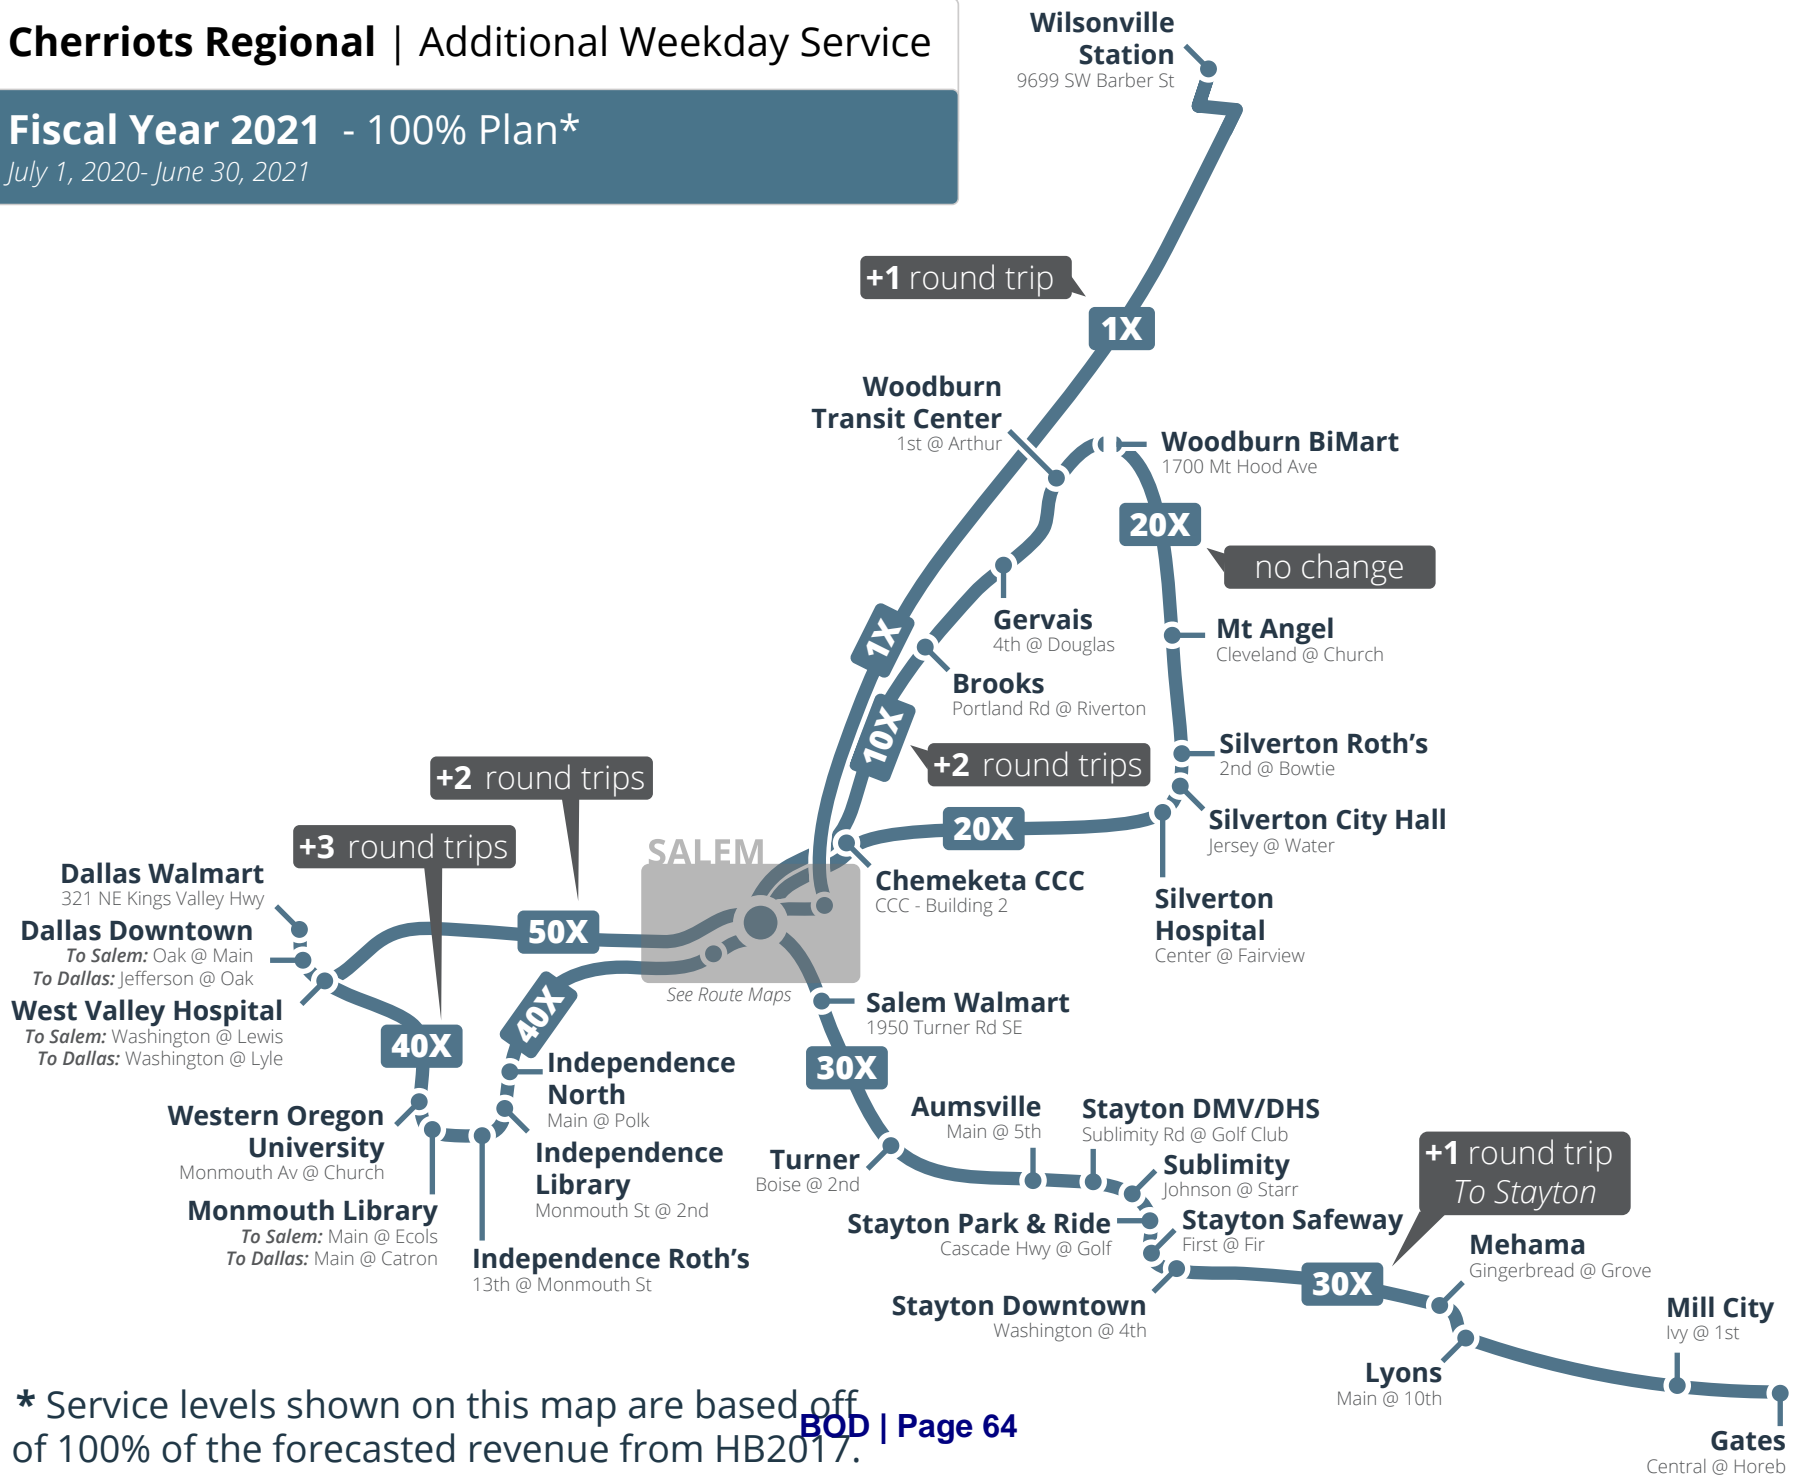 Cherriots Regional | Additional Weekday Service
Fiscal Year 2021 - 100% Plan*
July 1, 2020- June 30, 2021
Wilsonville
Station
9699 SW Barber St
+1 round trip
1X
Woodburn
Transit Center
1st @ Arthur
Woodburn BiMart
1700 Mt Hood Ave
20X
no change
Gervais
4th @ Douglas
Mt Angel
Cleveland @ Church
1X
Brooks
Portland Rd @ Riverton
10X
+2 round trips
Silverton Roth's
2nd @ Bowtie
Silverton City Hall
Jersey @ Water
20X
Silverton
Hospital
Center @ Fairview
Chemeketa CCC
CCC - Building 2
SALEM
See Route Maps
+2 round trips
+3 round trips
50X
Dallas Walmart
321 NE Kings Valley Hwy
Dallas Downtown
To Salem: Oak @ Main
To Dallas: Jefferson @ Oak
West Valley Hospital
To Salem: Washington @ Lewis
To Dallas: Washington @ Lyle
40X
40X
Independence
North
Main @ Polk
Western Oregon
University
Monmouth Av @ Church
Independence
Library
Monmouth St @ 2nd
Monmouth Library
To Salem: Main @ Ecols
To Dallas: Main @ Catron
Independence Roth's
13th @ Monmouth St
Salem Walmart
1950 Turner Rd SE
30X
Turner
Boise @ 2nd
Aumsville
Main @ 5th
Stayton DMV/DHS
Sublimity Rd @ Golf Club
Sublimity
Johnson @ Starr
Stayton Park & Ride
Cascade Hwy @ Golf
Stayton Safeway
First @ Fir
Stayton Downtown
Washington @ 4th
+1 round trip
To Stayton
30X
Mehama
Gingerbread @ Grove
Lyons
Main @ 10th
Mill City
Ivy @ 1st
Gates
Central @ Horeb
* Service levels shown on this map are based off
of 100% of the forecasted revenue from HB2017.
BOD | Page 64